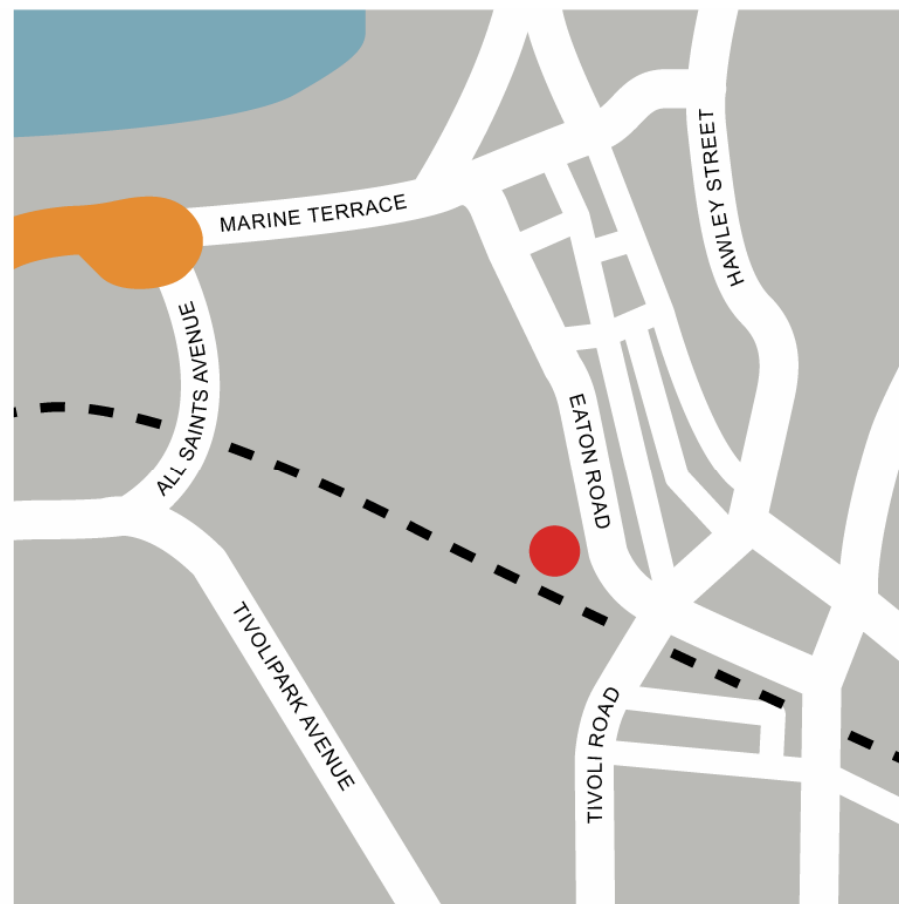 HAWLEY STREET
MARINE TERRACE
ALL SAINTS AVENUE
EATON ROAD
TIVOLIPARK AVENUE
TIVOLI ROAD